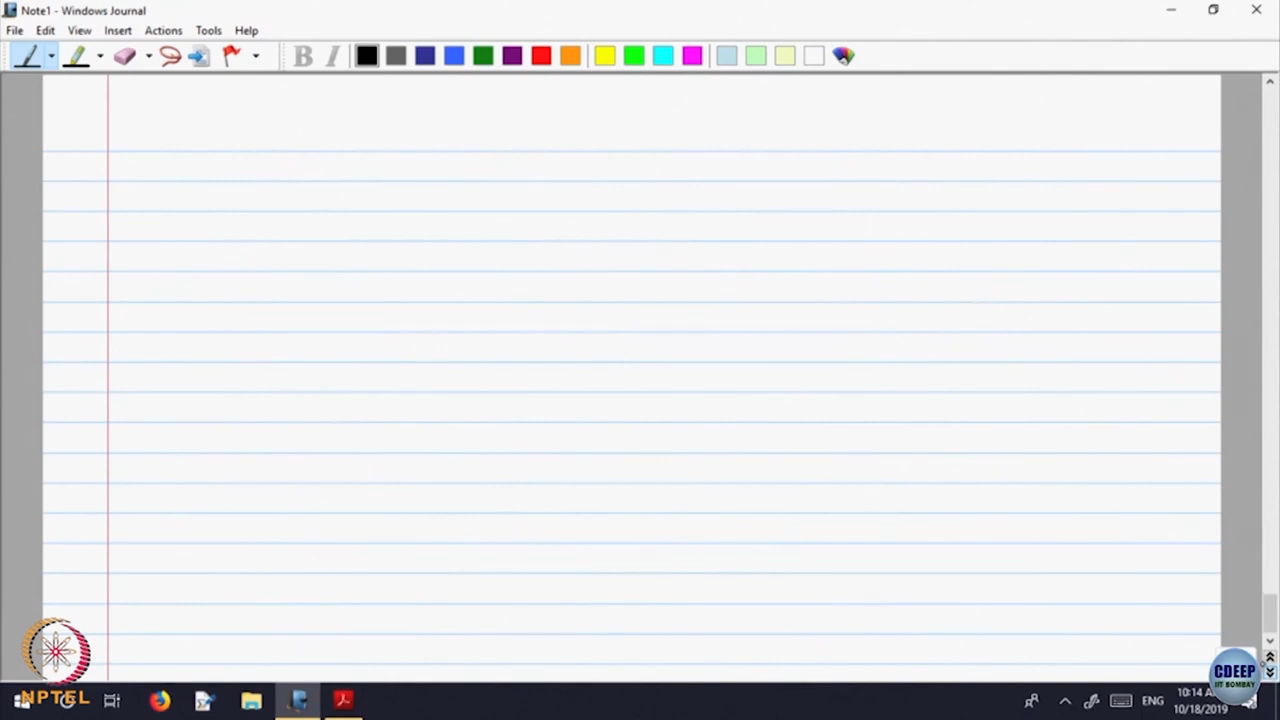 Note1 - Windows Journal
File Edit View Insert Actions Tools Help
B I
NPTEL
CDEEP
IIT BOMBAY
ENG
10:14 A
10/18/2019